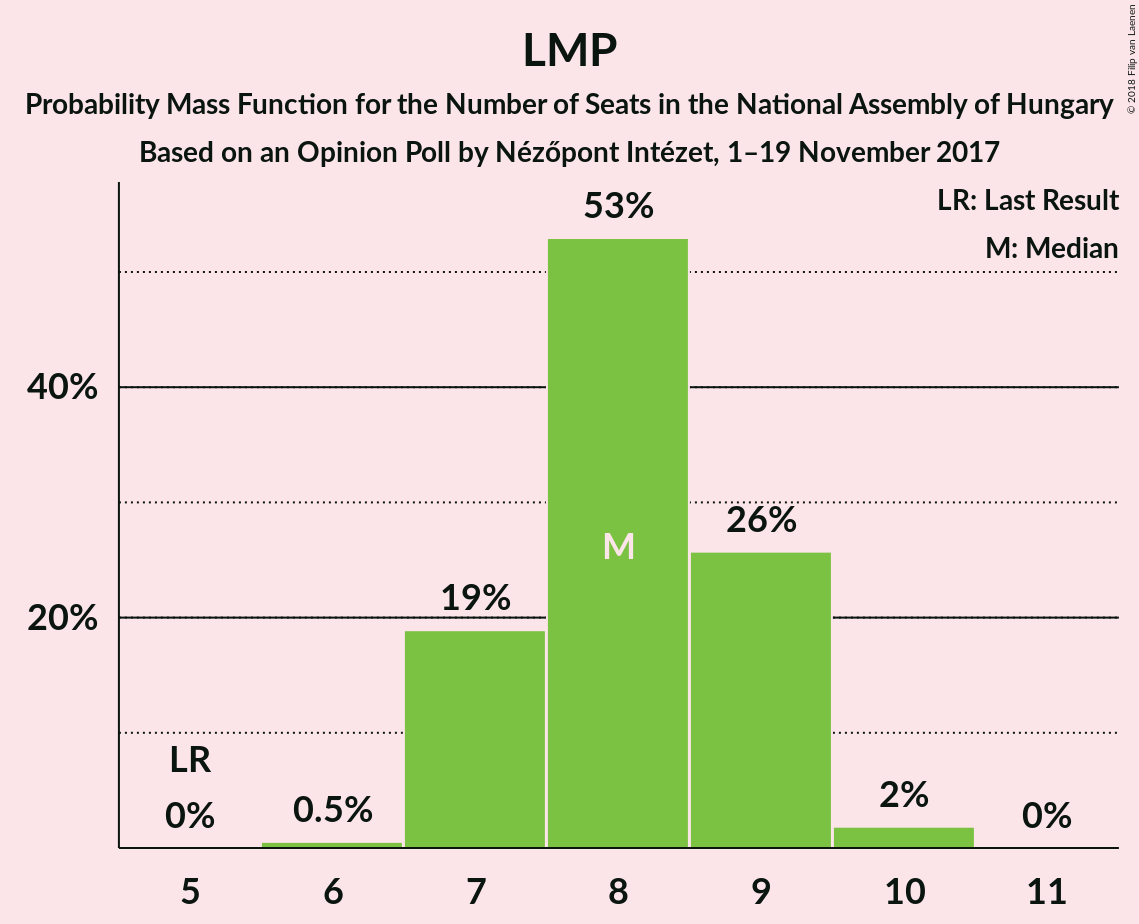 LMP
Probability Mass Function for the Number of Seats in the National Assembly of Hungary
Based on an Opinion Poll by Nézőpont Intézet, 1–19 November 2017
© 2018 Filip van Laenen
LR: Last Result
M: Median
53%
40%
26%
M
19%
20%
LR
0%
0.5%
2%
0%
5 6 7 8 9 10 11